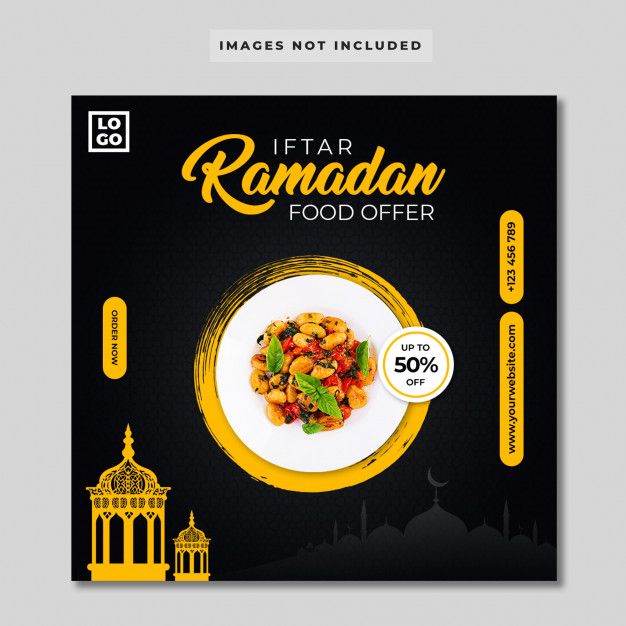 IMAGES NOT INCLUDED
LO
GO
IFTAR
Ramadan
FOOD OFFER
+123 456 789
ORDER NOW
www.yourwebsite.com
UP TO
50%
OFF